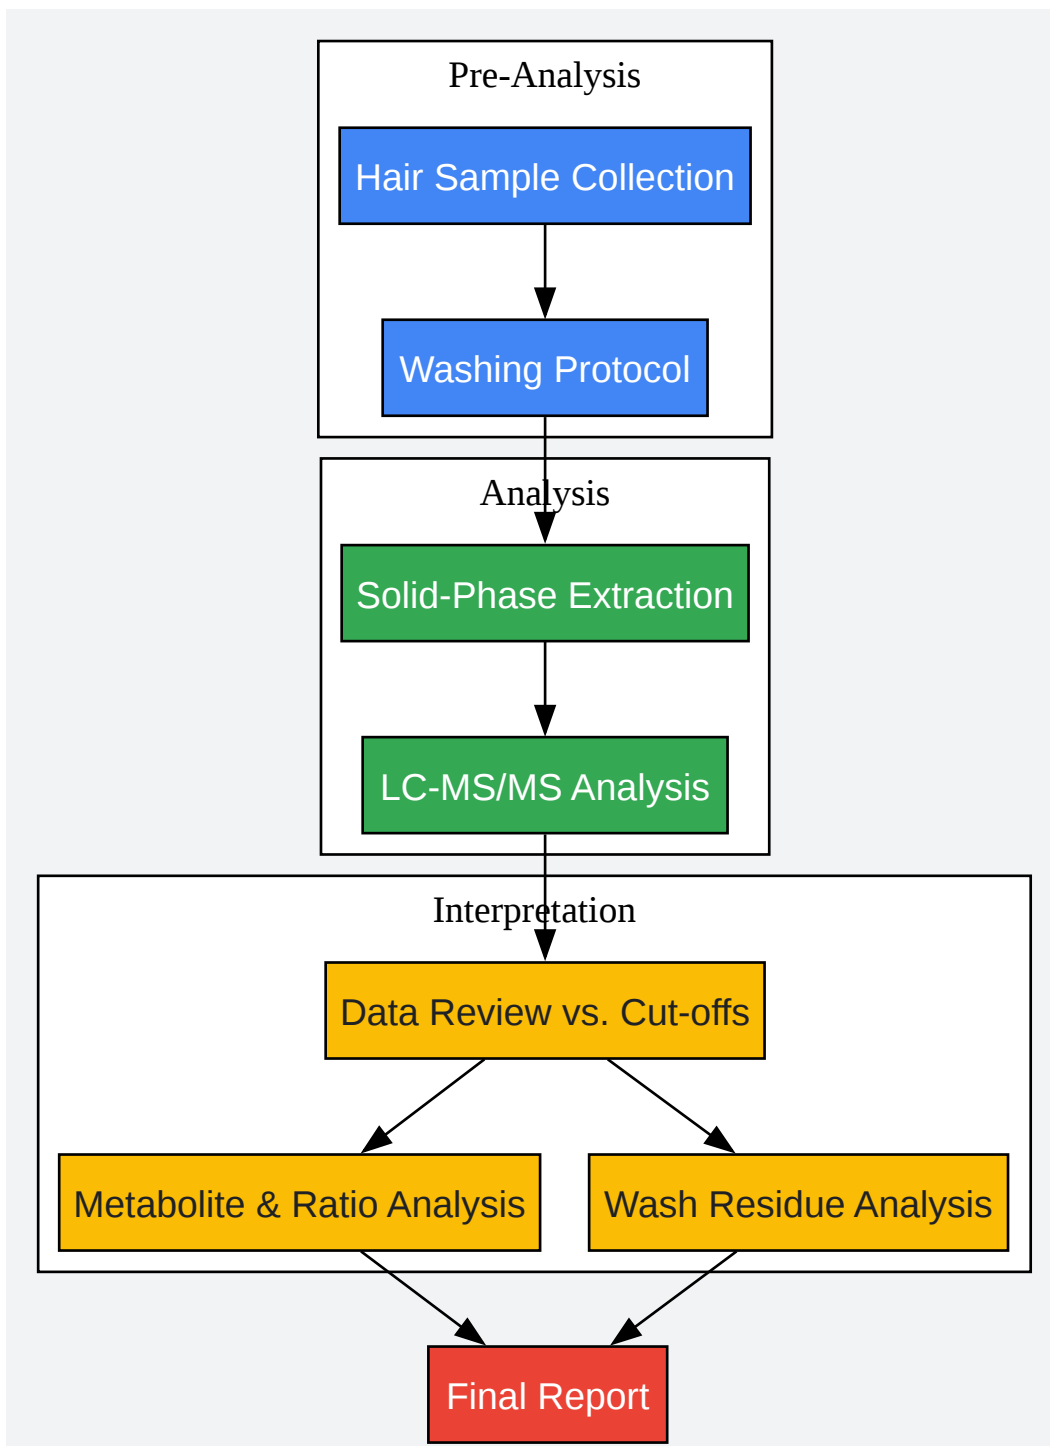 Pre-Analysis
Hair Sample Collection
Washing Protocol
Analysis
Solid-Phase Extraction
LC-MS/MS Analysis
Interpretation
Data Review vs. Cut-offs
Metabolite & Ratio Analysis
Wash Residue Analysis
Final Report